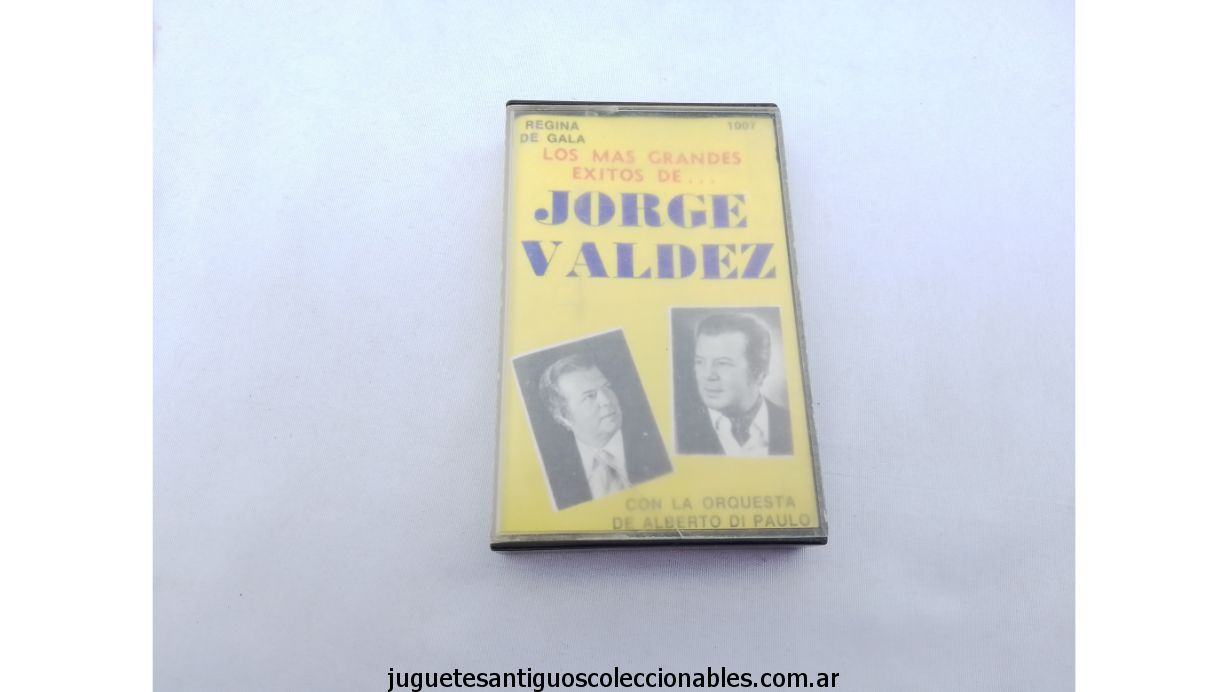 REGINA
DE GALA
1007
LOS MAS GRANDES
EXITOS DE...
JORGE
VALDEZ
CON LA ORQUESTA
DE ALBERTO DI PAULO
juguetesantiguoscoleccionables.com.ar